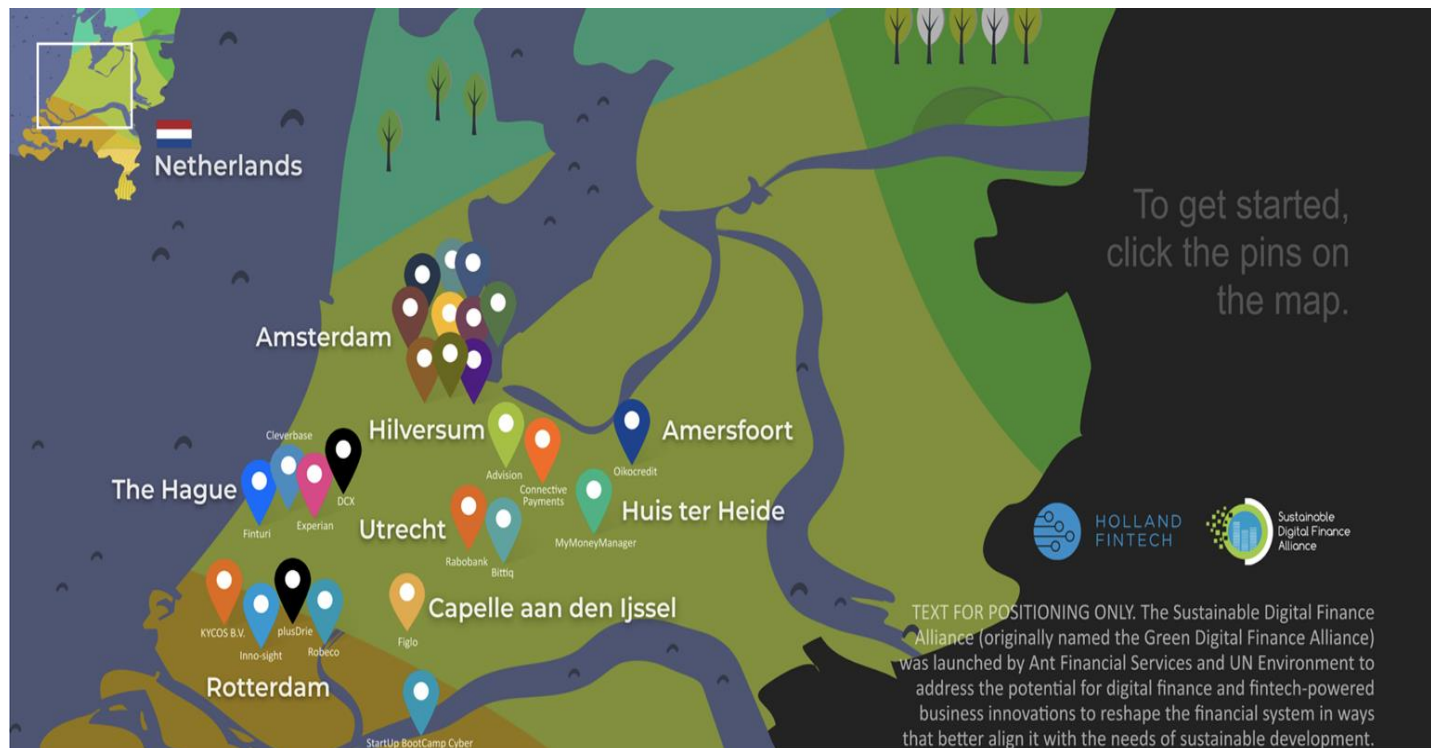 Netherlands
To get started,
click the pins on
the map.
Amsterdam
Hilversum
Advision
Connective
Payments
Amersfoort
Oikocredit
The Hague
Cleverbase
Finturi
Experian
DCX
Utrecht
Rabobank
Bittiq
Huis ter Heide
MyMoneyManager
HOLLAND
FINTECH
Sustainable
Digital Finance
Alliance
KYCOS B.V.
Inno-sight
plusDrie
Robeco
Rotterdam
Figlo
Capelle aan den Ijssel
StartUp BootCamp Cyber
TEXT FOR POSITIONING ONLY. The Sustainable Digital Finance
Alliance (originally named the Green Digital Finance Alliance)
was launched by Ant Financial Services and UN Environment to
address the potential for digital finance and fintech-powered
business innovations to reshape the financial system in ways
that better align it with the needs of sustainable development.